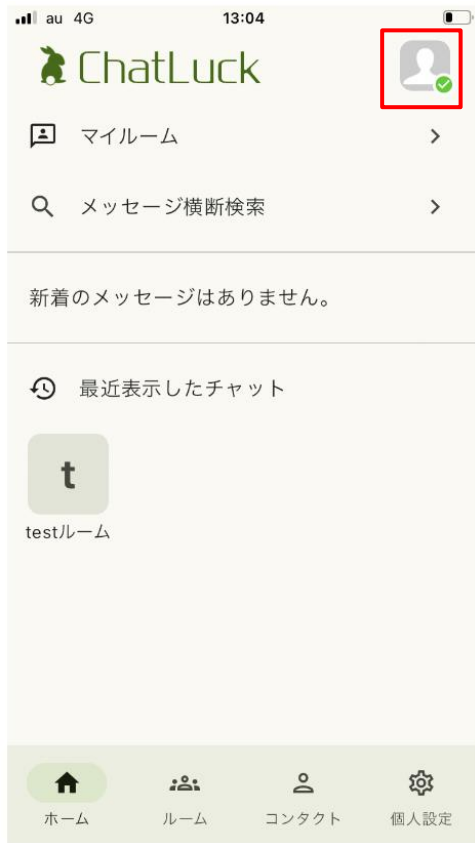 au 4G 13:04
ChatLuck
マイルーム
メッセージ横断検索
新着のメッセージはありません。
最近表示したチャット
t
testルーム
ホーム ルーム コンタクト 個人設定